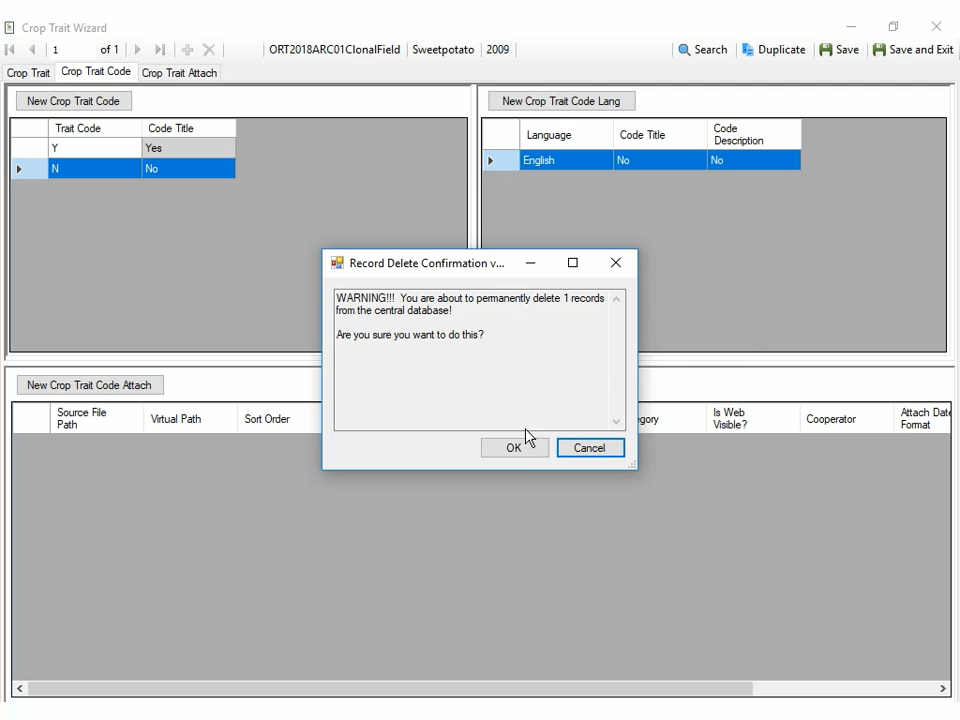 Crop Trait Wizard
1 of 1 ORT2018ARC01ClonalField Sweetpotato 2009 Search Duplicate Save Save and Exit
Crop Trait Crop Trait Code Crop Trait Attach
New Crop Trait Code
Trait Code Code Title
Y Yes
N No
New Crop Trait Code Lang
Language Code Title Code
Description
English No No
Record Delete Confirmation v...
WARNING!!! You are about to permanently delete 1 records
from the central database!
Are you sure you want to do this?
OK Cancel
New Crop Trait Code Attach
Source File
Path
Virtual Path
Sort Order
Is Web
Visible?
Cooperator
Attach Date
Format